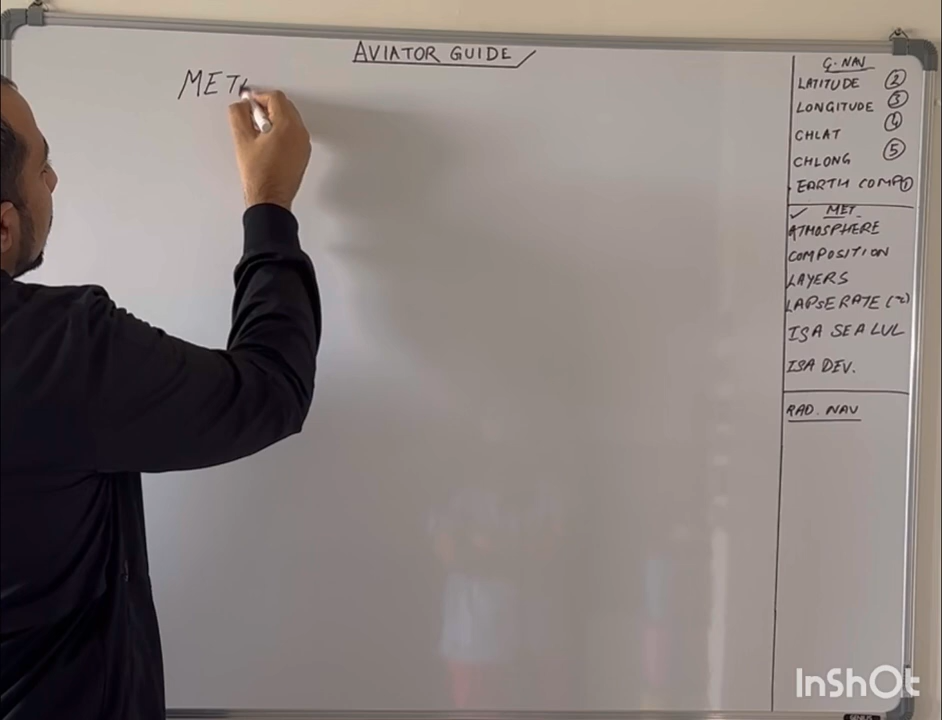 AVIATOR GUIDE
MET
G. NAV
LATITUDE ②
LONGITUDE ③
CHLAT ④
CHLONG ⑤
EARTH COMP ①
✓ MET
ATMOSPHERE
COMPOSITION
LAYERS
LAPSE RATE (°C)
ISA SEA LVL
ISA DEV.
RAD. NAV
InShOt